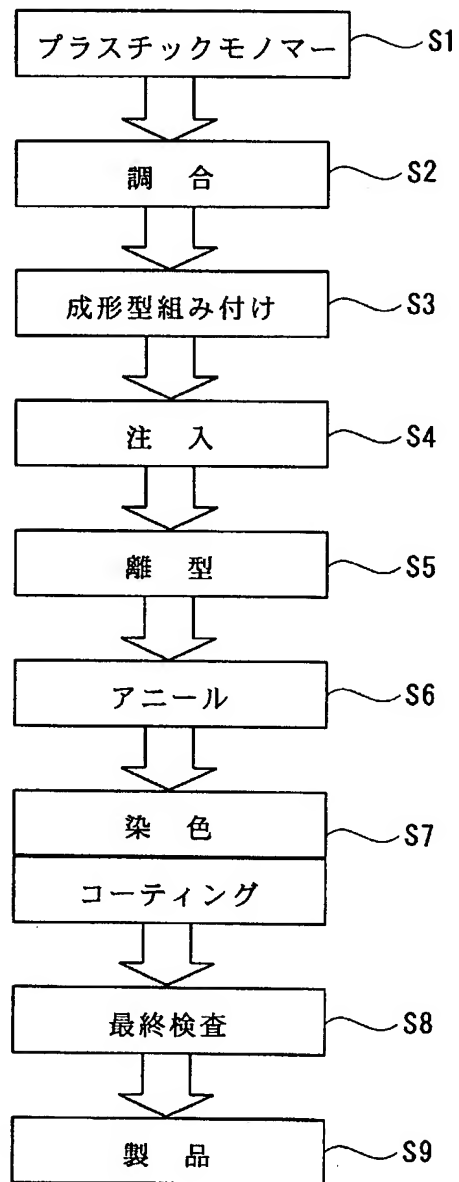 プラスチックモノマー S1
調 合 S2
成形型組み付け S3
注 入 S4
離 型 S5
アニール S6
染 色 S7
コーティング
最終検査 S8
製 品 S9